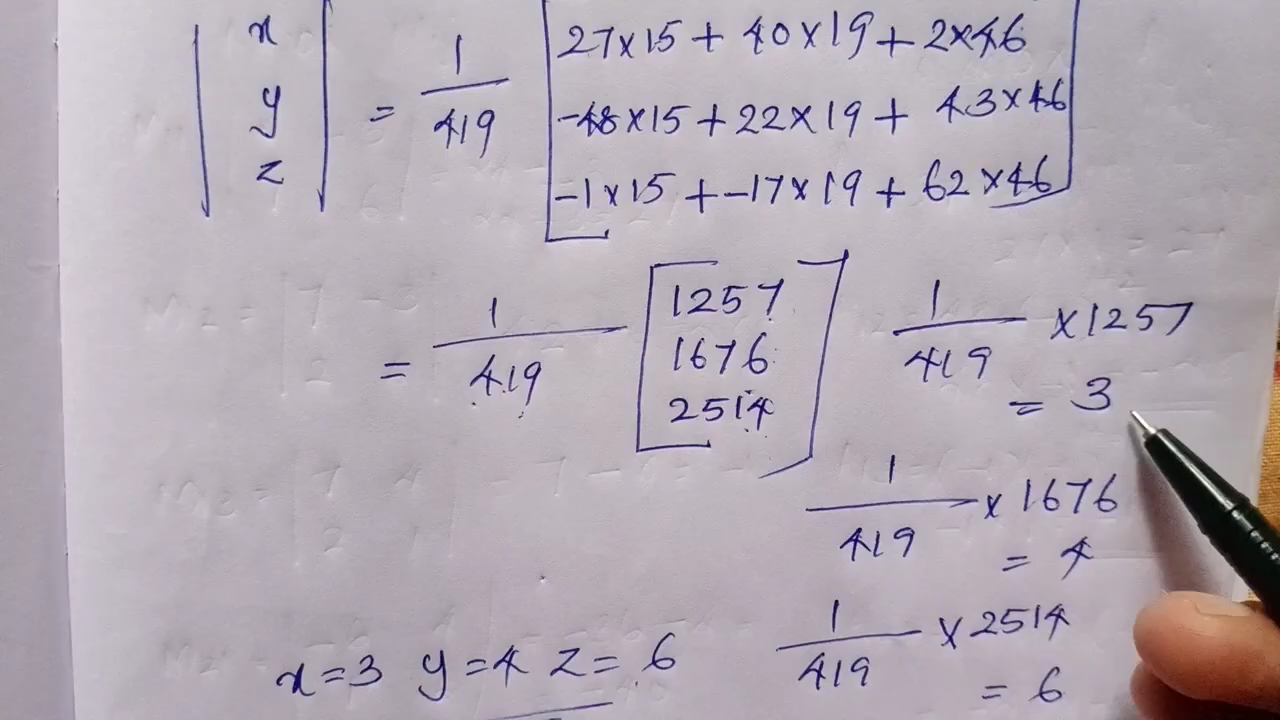 [x y z] = 1/419 [27×15 + 40×19 + 2×46
-48×15 + 22×19 + 43×46
-1×15 + -17×19 + 62×46]
= 1/419 [1257
1676
2514]
1/419 ×1257
= 3
1/419 × 1676
= 4
1/419 × 2514
= 6
x=3 y=4 z=6